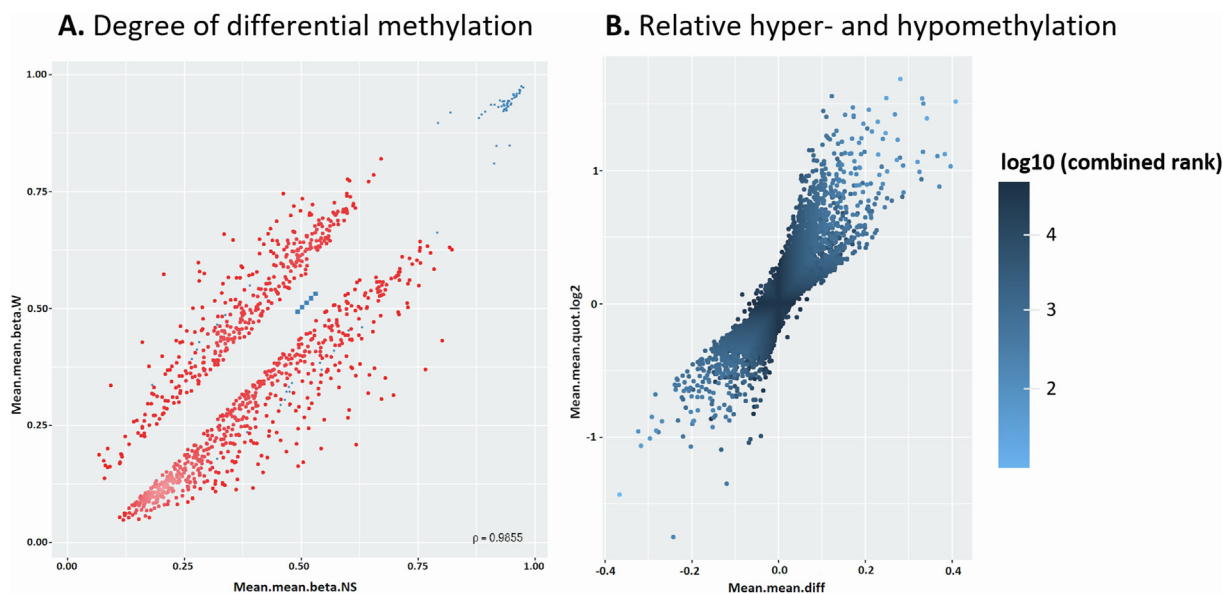 A. Degree of differential methylation
1.00
0.75
0.50
0.25
0.00
Mean.mean.beta.W
0.00
0.25
0.50
0.75
1.00
Mean.mean.beta.NS
ρ = 0.9855
B. Relative hyper- and hypomethylation
1
0
-1
Mean.mean.quot.log2
-0.4
-0.2
0.0
0.2
0.4
Mean.mean.diff
log10 (combined rank)
4
3
2